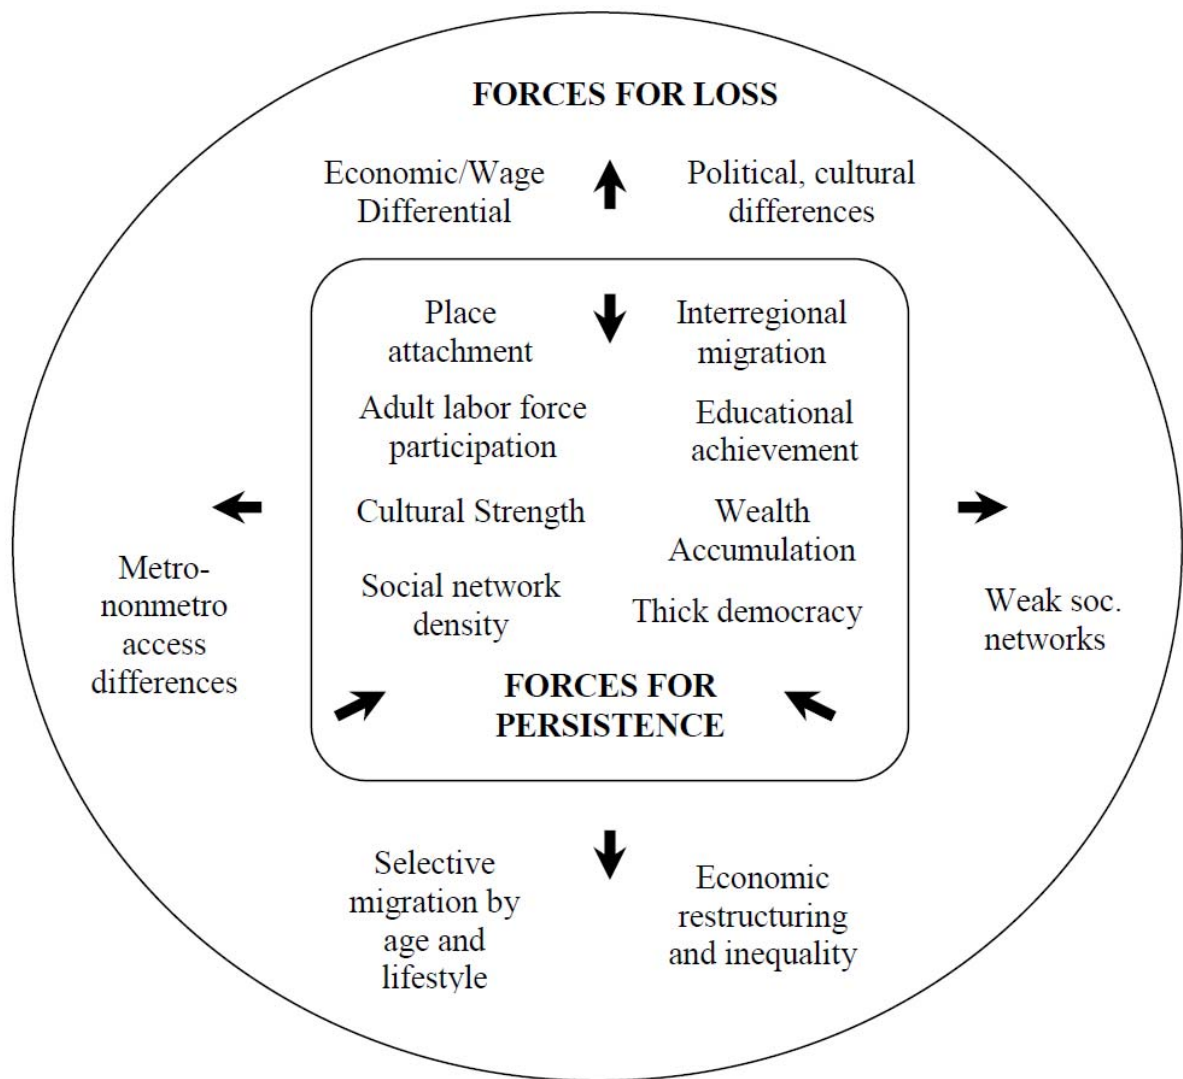 FORCES FOR LOSS
Economic/Wage
Differential
Political, cultural
differences
Place
attachment
Interregional
migration
Adult labor force
participation
Educational
achievement
Cultural Strength
Wealth
Accumulation
Metro-
nonmetro
access
differences
Social network
density
Thick democracy
Weak soc.
networks
FORCES FOR
PERSISTENCE
Selective
migration by
age and
lifestyle
Economic
restructuring
and inequality